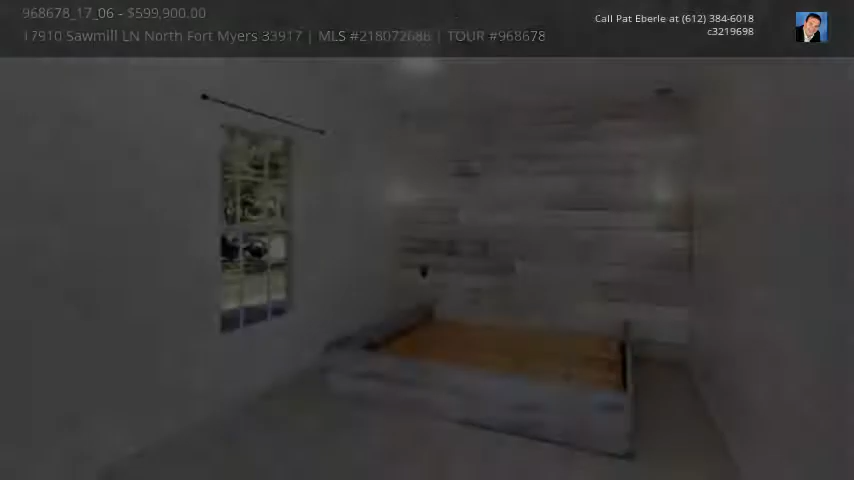 968678_17_06 - $599,900.00
17910 Sawmill LN North Fort Myers 33917 | MLS #218072686 | TOUR #968678
Call Pat Eberle at (612) 384-6018
c3219698